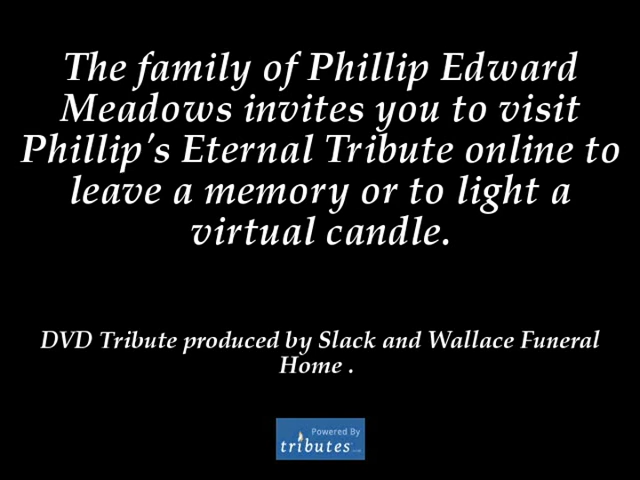 The family of Phillip Edward
Meadows invites you to visit
Phillip's Eternal Tribute online to
leave a memory or to light a
virtual candle.
DVD Tribute produced by Slack and Wallace Funeral
Home .
Powered By
tributes